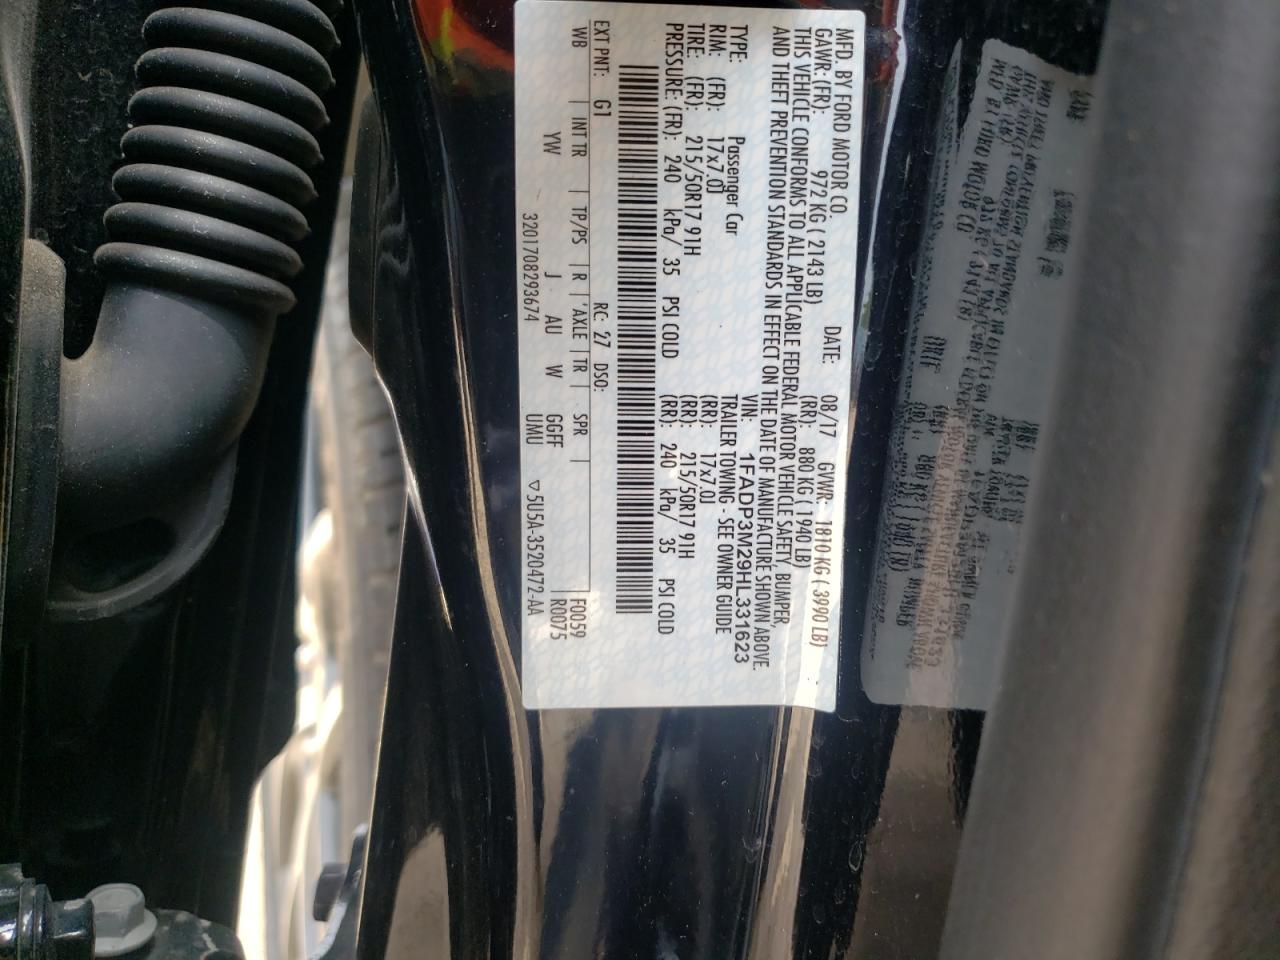 MFD. BY FORD MOTOR CO.
DATE: 08/17 GVWR: 1810 KG ( 3990 LB)
GAWR: (FR): 972 KG ( 2143 LB) (RR): 880 KG ( 1940 LB)
THIS VEHICLE CONFORMS TO ALL APPLICABLE FEDERAL MOTOR VEHICLE SAFETY, BUMPER,
AND THEFT PREVENTION STANDARDS IN EFFECT ON THE DATE OF MANUFACTURE SHOWN ABOVE.
VIN: 1FADP3M29HL331623
TYPE: Passenger Car TRAILER TOWING - SEE OWNER GUIDE
RIM: (FR): 17x7.0J (RR): 17x7.0J
TIRE: (FR): 215/50R17 91H (RR): 215/50R17 91H
PRESSURE: (FR): 240 kPa/ 35 PSI COLD (RR): 240 kPa/ 35 PSI COLD
EXT PNT: G1 RC: 27 DSO: F0059
WB | INT TR | TP/PS | R | AXLE | TR | SPR | R0075
YW J AU W GGFF
3201708293674 UMU ▽5U5A-3520472-AA